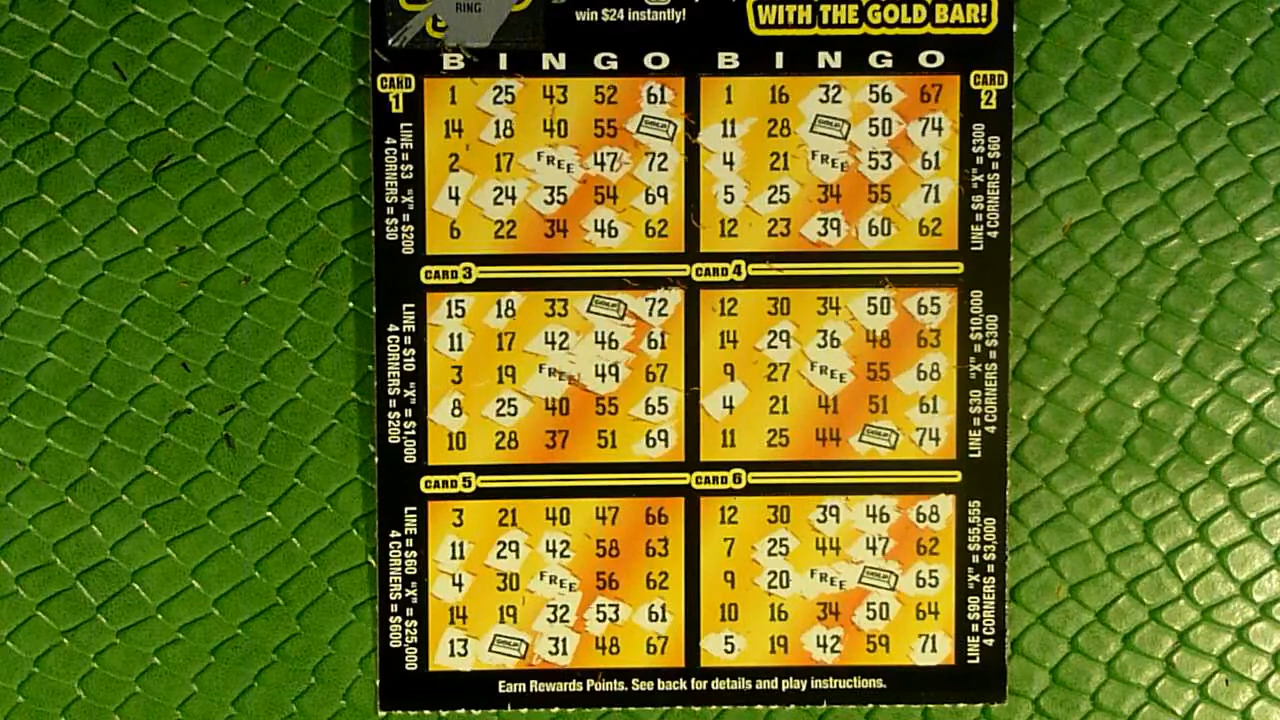 RING
win $24 instantly!
WITH THE GOLD BAR!
B I N G O
B I N G O
CARD 1
LINE = $3 "X" = $200
4 CORNERS = $30
1 25 43 52 61
14 18 40 55 GOLD
2 17 FREE 47 72
4 24 35 54 69
6 22 34 46 62
CARD 2
LINE = $6 "X" = $300
4 CORNERS = $60
1 16 32 56 67
11 28 GOLD 50 74
4 21 FREE 53 61
5 25 34 55 71
12 23 39 60 62
CARD 3
LINE = $10 "X" = $1,000
4 CORNERS = $200
15 18 33 GOLD 72
11 17 42 46 61
3 19 FREE 49 67
8 25 40 55 65
10 28 37 51 69
CARD 4
LINE = $30 "X" = $10,000
4 CORNERS = $300
12 30 34 50 65
14 29 36 48 63
9 27 FREE 55 68
4 21 41 51 61
11 25 44 GOLD 74
CARD 5
LINE = $60 "X" = $25,000
4 CORNERS = $600
3 21 40 47 66
11 29 42 58 63
4 30 FREE 56 62
14 19 32 53 61
13 GOLD 31 48 67
CARD 6
LINE = $90 "X" = $55,555
4 CORNERS = $3,000
12 30 39 46 68
7 25 44 47 62
9 20 FREE GOLD 65
10 16 34 50 64
5 19 42 59 71
Earn Rewards Points. See back for details and play instructions.